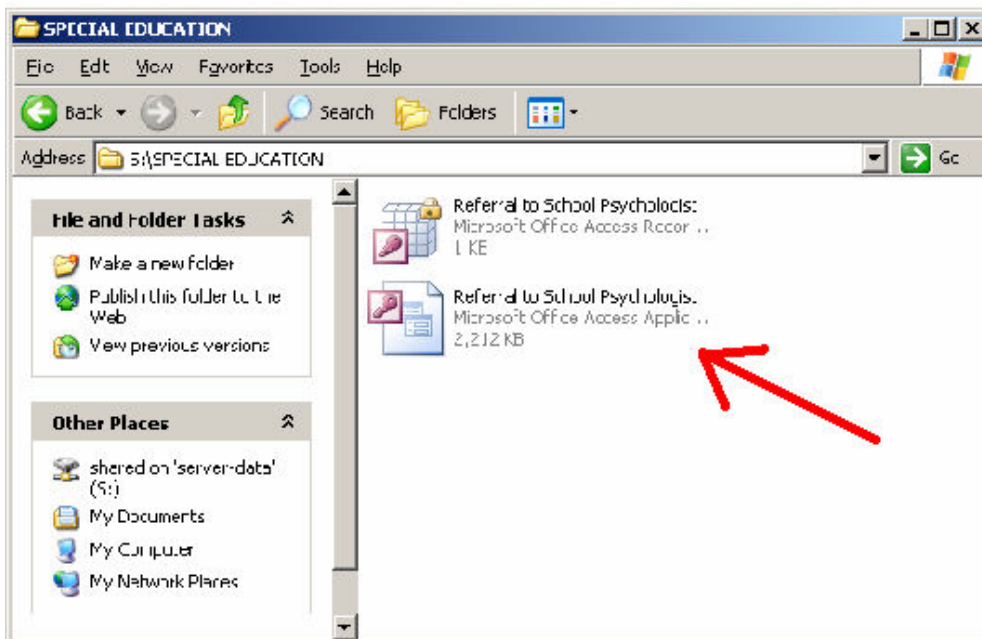 SPECIAL EDUCATION
File Edit View Favorites Tools Help
Back Search Folders
Address S:\SPECIAL EDUCATION Go
File and Folder Tasks
Make a new folder
Publish this folder to the
Web
View previous versions
Other Places
shared on 'server-data'
(S:)
My Documents
My Computer
My Network Places
Referral to School Psychologist
Microsoft Office Access Recor...
1 KB
Referral to School Psychologist
Microsoft Office Access Applic...
2,212 KB